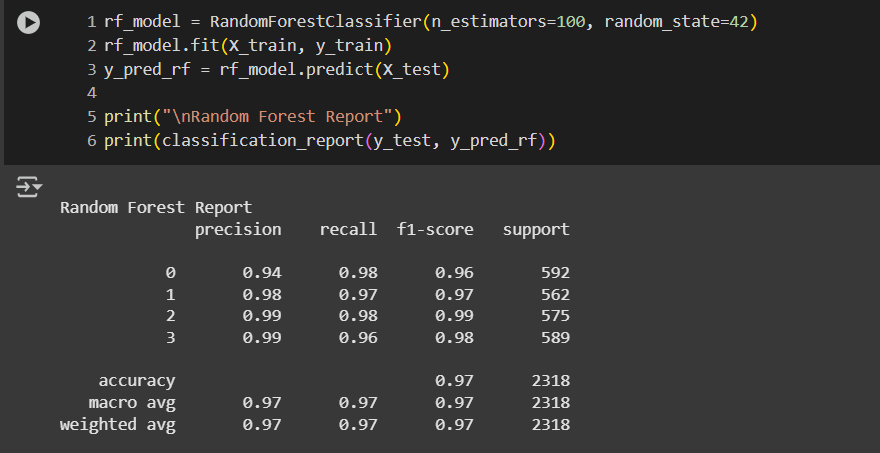 1 rf_model = RandomForestClassifier(n_estimators=100, random_state=42)
2 rf_model.fit(X_train, y_train)
3 y_pred_rf = rf_model.predict(X_test)
4
5 print("\nRandom Forest Report")
6 print(classification_report(y_test, y_pred_rf))
Random Forest Report
precision recall f1-score support
0 0.94 0.98 0.96 592
1 0.98 0.97 0.97 562
2 0.99 0.98 0.99 575
3 0.99 0.96 0.98 589
accuracy 0.97 2318
macro avg 0.97 0.97 0.97 2318
weighted avg 0.97 0.97 0.97 2318